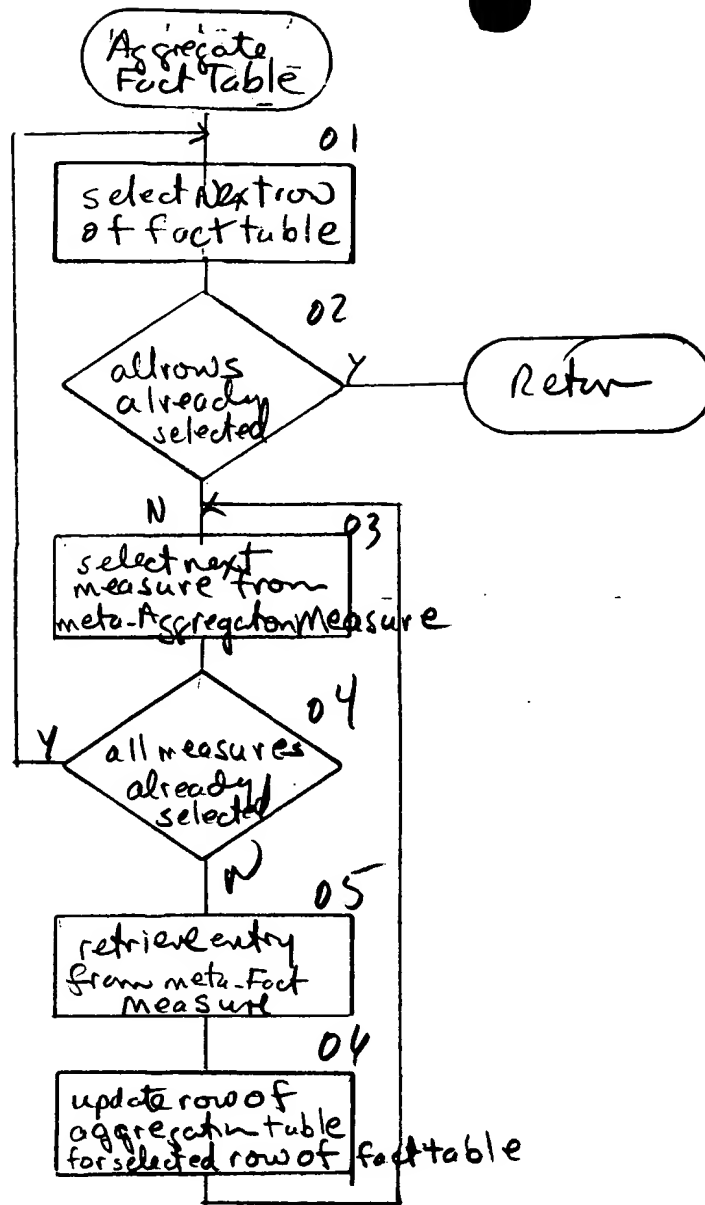 Aggregate
Fact Table
01
select Next row
of fact table
02
all rows
already
selected
Y
Return
N
03
select next
measure from
meta-Aggregaton Measure
04
Y
all measures
already
selected
N
05
retrieve entry
from meta-Fact
Measure
04
update row of
aggregation table
for selected row of fact table